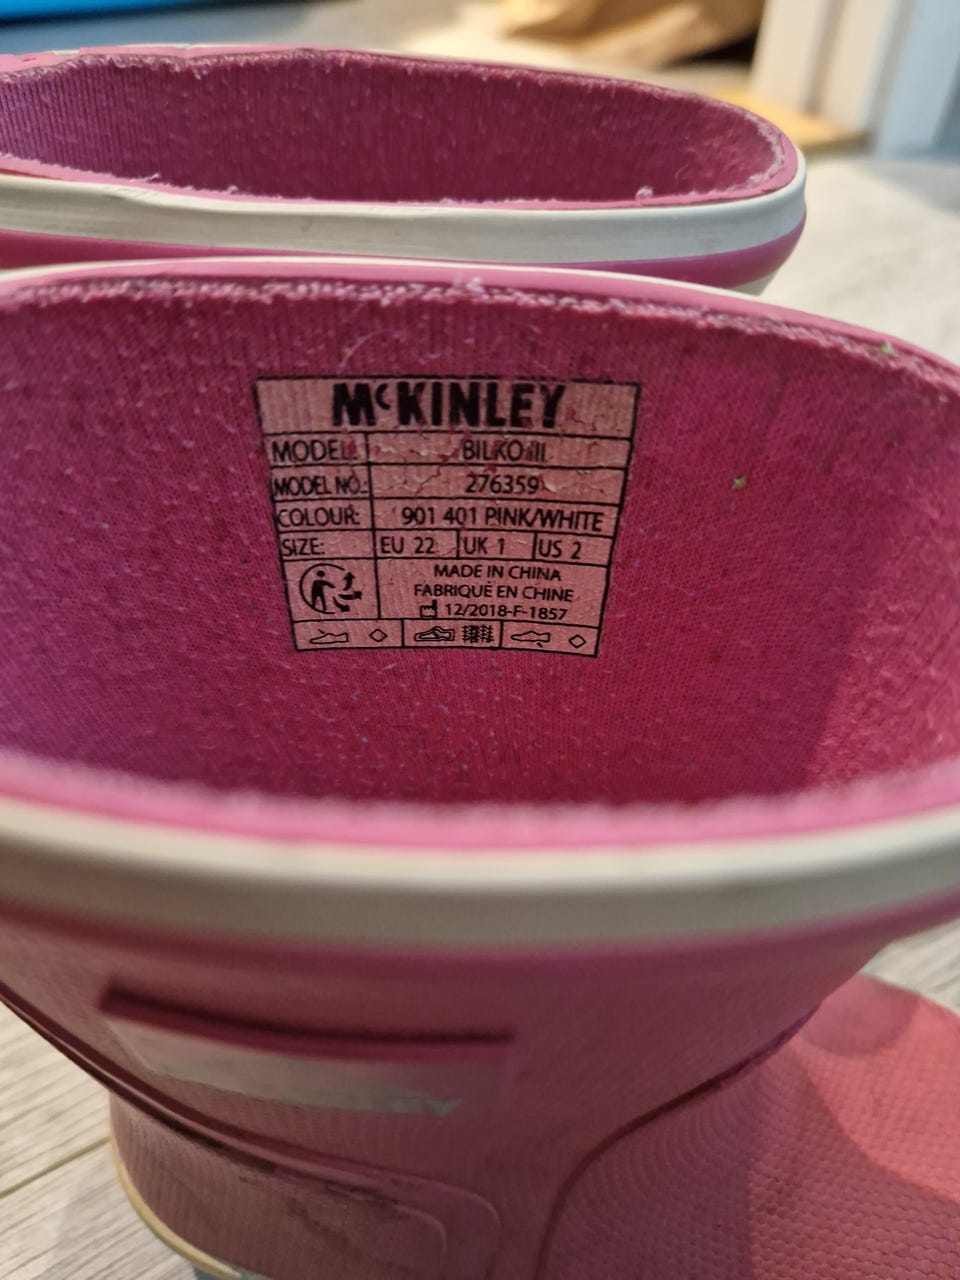 McKINLEY
MODEL: BILKO III
MODEL NO.: 276359
COLOUR: 901 401 PINK/WHITE
SIZE: EU 22 UK 1 US 2
MADE IN CHINA
FABRIQUÉ EN CHINE
12/2018-F-1857